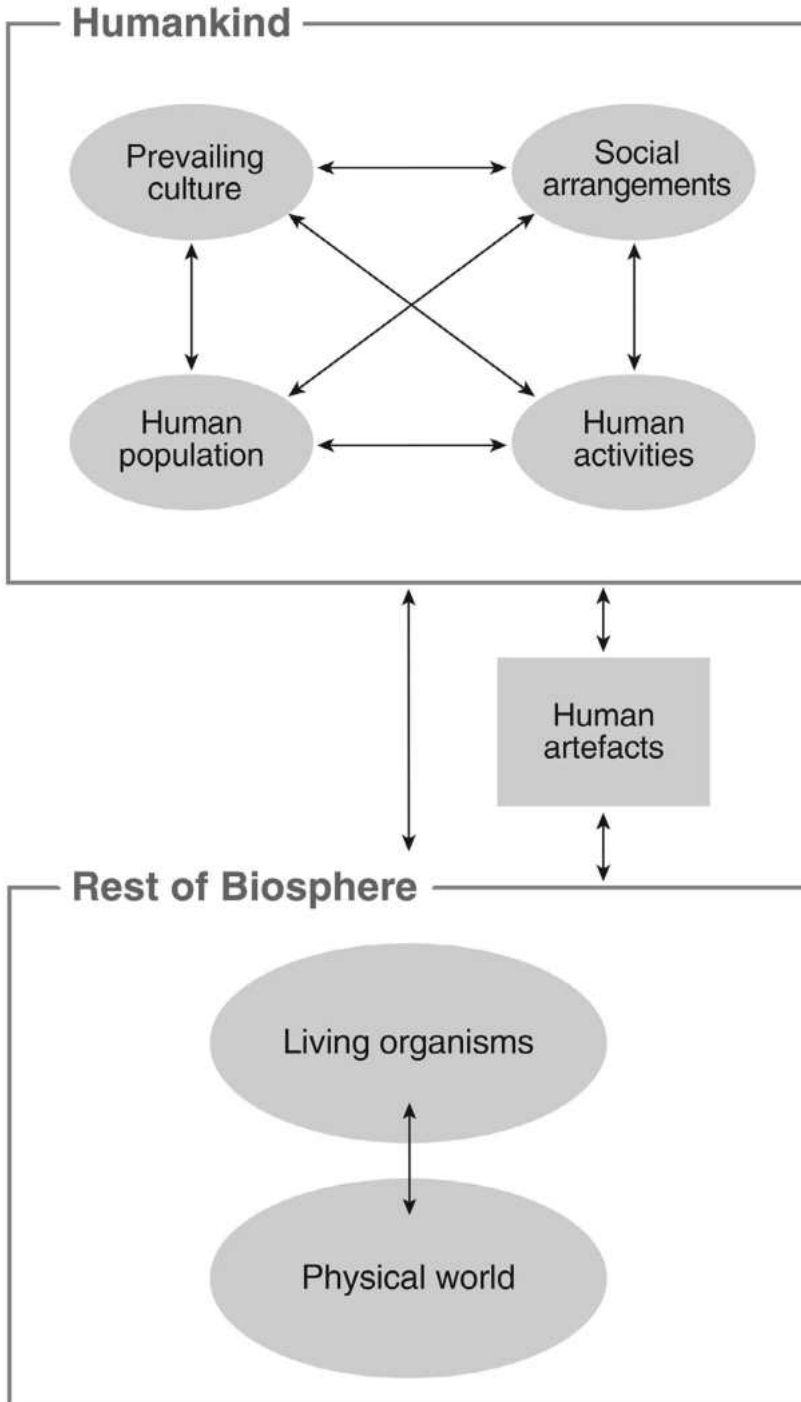 Humankind
Prevailing
culture
Social
arrangements
Human
population
Human
activities
Human
artefacts
Rest of Biosphere
Living organisms
Physical world